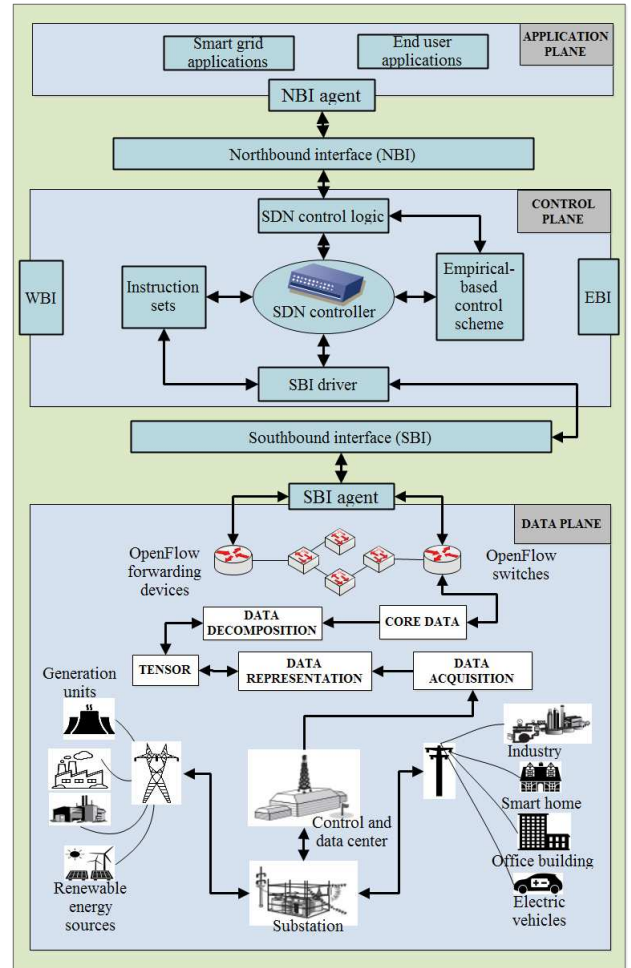 APPLICATION
PLANE
Smart grid
applications
End user
applications
NBI agent
Northbound interface (NBI)
CONTROL
PLANE
SDN control logic
WBI
Instruction
sets
SDN controller
Empirical-
based control
scheme
EBI
SBI driver
Southbound interface (SBI)
SBI agent
DATA PLANE
OpenFlow
forwarding
devices
OpenFlow
switches
DATA
DECOMPOSITION
CORE DATA
TENSOR
DATA
REPRESENTATION
DATA
ACQUISITION
Generation
units
Industry
Smart home
Control and
data center
Office building
Renewable
energy
sources
Substation
Electric
vehicles